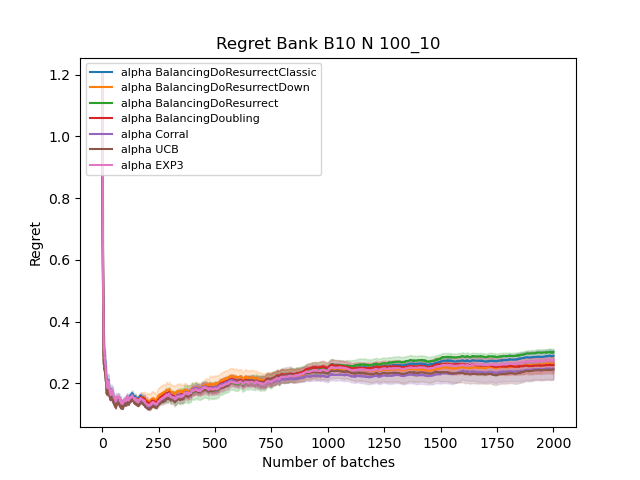 Regret Bank B10 N 100_10
1.2
1.0
0.8
0.6
0.4
0.2
Regret
alpha BalancingDoResurrectClassic
alpha BalancingDoResurrectDown
alpha BalancingDoResurrect
alpha BalancingDoubling
alpha Corral
alpha UCB
alpha EXP3
0 250 500 750 1000 1250 1500 1750 2000
Number of batches